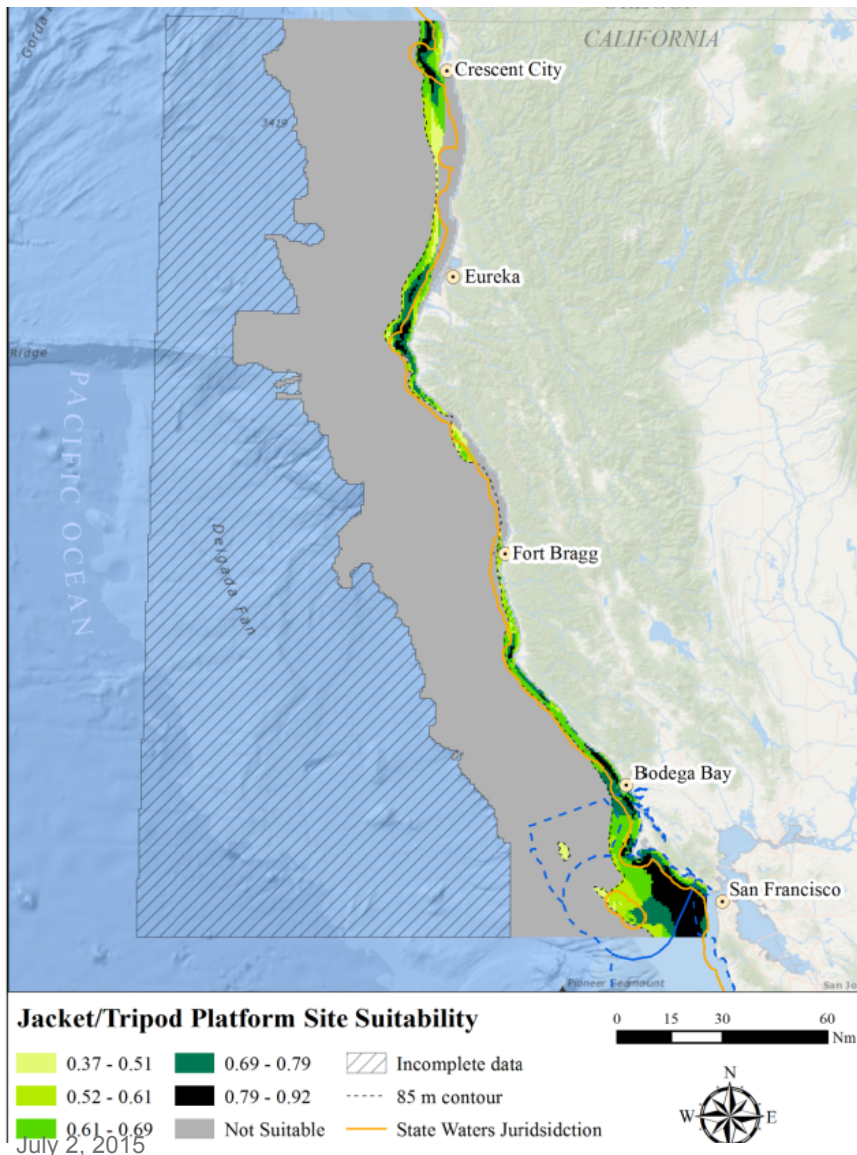 CALIFORNIA
Crescent City
3419
Eureka
Ridge
PACIFIC OCEAN
Delgada Fan
Fort Bragg
Bodega Bay
San Francisco
Pioneer Seamount
San Jo
Jacket/Tripod Platform Site Suitability
0 15 30 60
Nm
0.37 - 0.51
0.69 - 0.79
Incomplete data
0.52 - 0.61
0.79 - 0.92
85 m contour
0.61 - 0.69
Not Suitable
State Waters Juridsidction
N
W E
July 2, 2015